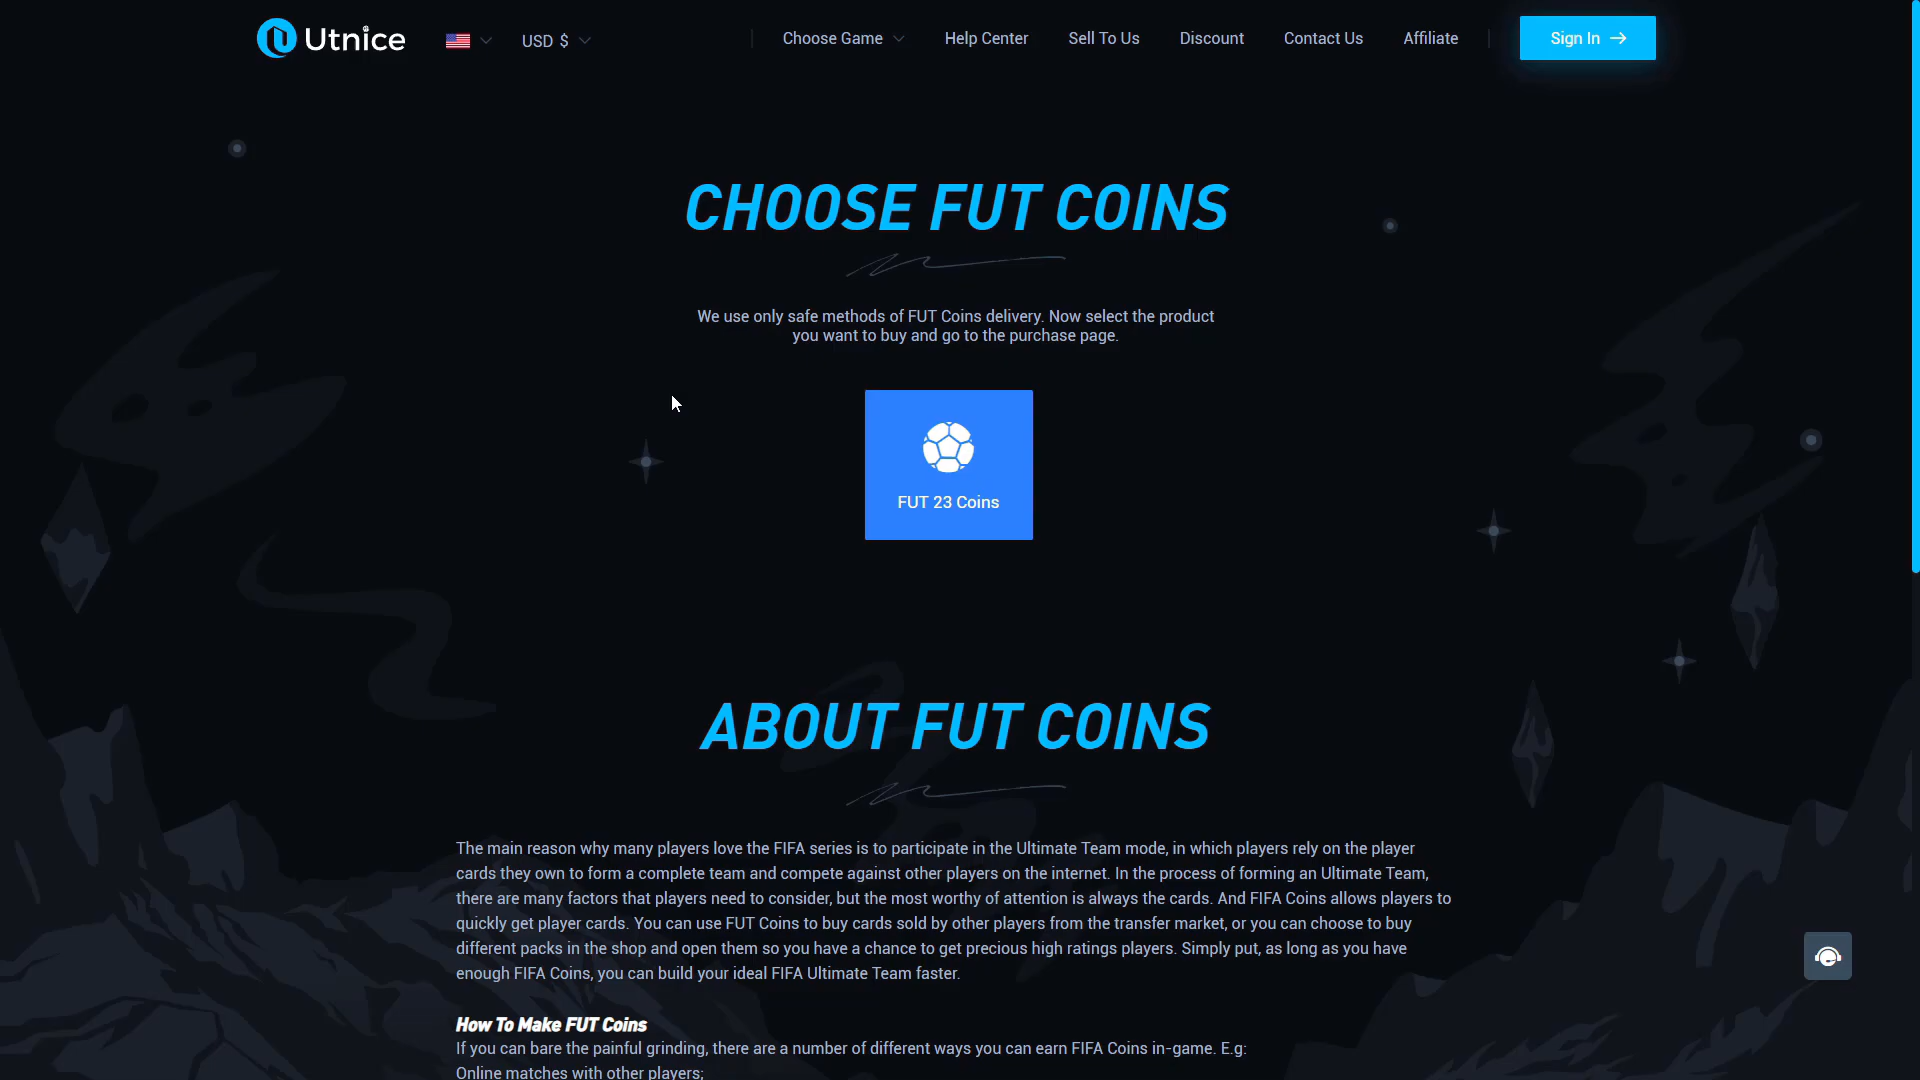 Utnice
USD $
Choose Game
Help Center
Sell To Us
Discount
Contact Us
Affiliate
Sign In
CHOOSE FUT COINS
We use only safe methods of FUT Coins delivery. Now select the product
you want to buy and go to the purchase page.
FUT 23 Coins
ABOUT FUT COINS
The main reason why many players love the FIFA series is to participate in the Ultimate Team mode, in which players rely on the player
cards they own to form a complete team and compete against other players on the internet. In the process of forming an Ultimate Team,
there are many factors that players need to consider, but the most worthy of attention is always the cards. And FIFA Coins allows players to
quickly get player cards. You can use FUT Coins to buy cards sold by other players from the transfer market, or you can choose to buy
different packs in the shop and open them so you have a chance to get precious high ratings players. Simply put, as long as you have
enough FIFA Coins, you can build your ideal FIFA Ultimate Team faster.
How To Make FUT Coins
If you can bare the painful grinding, there are a number of different ways you can earn FIFA Coins in-game. E.g:
Online matches with other players;